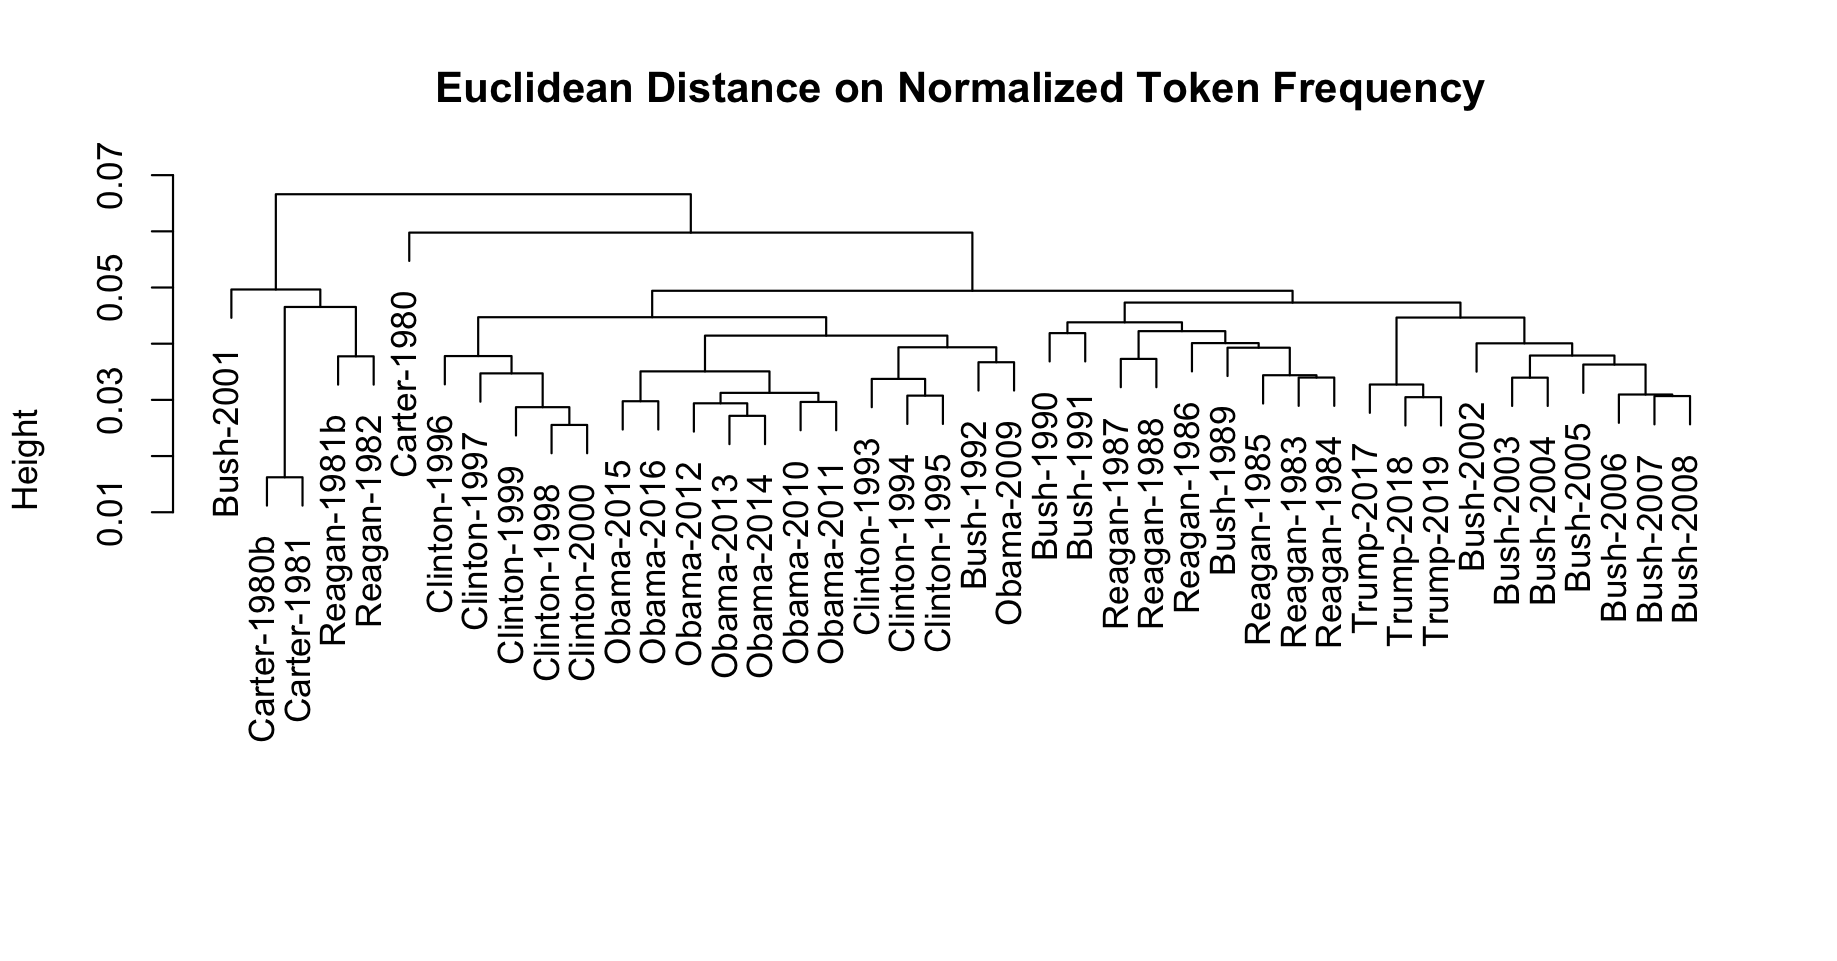 Euclidean Distance on Normalized Token Frequency
Height
0.07
0.05
0.03
0.01
Bush-2001
Carter-1980b
Carter-1981
Reagan-1981b
Reagan-1982
Carter-1980
Clinton-1996
Clinton-1997
Clinton-1999
Clinton-1998
Clinton-2000
Obama-2015
Obama-2016
Obama-2012
Obama-2013
Obama-2014
Obama-2010
Obama-2011
Clinton-1993
Clinton-1994
Clinton-1995
Bush-1992
Obama-2009
Bush-1990
Bush-1991
Reagan-1987
Reagan-1988
Reagan-1986
Bush-1989
Reagan-1985
Reagan-1983
Reagan-1984
Trump-2017
Trump-2018
Trump-2019
Bush-2002
Bush-2003
Bush-2004
Bush-2005
Bush-2006
Bush-2007
Bush-2008